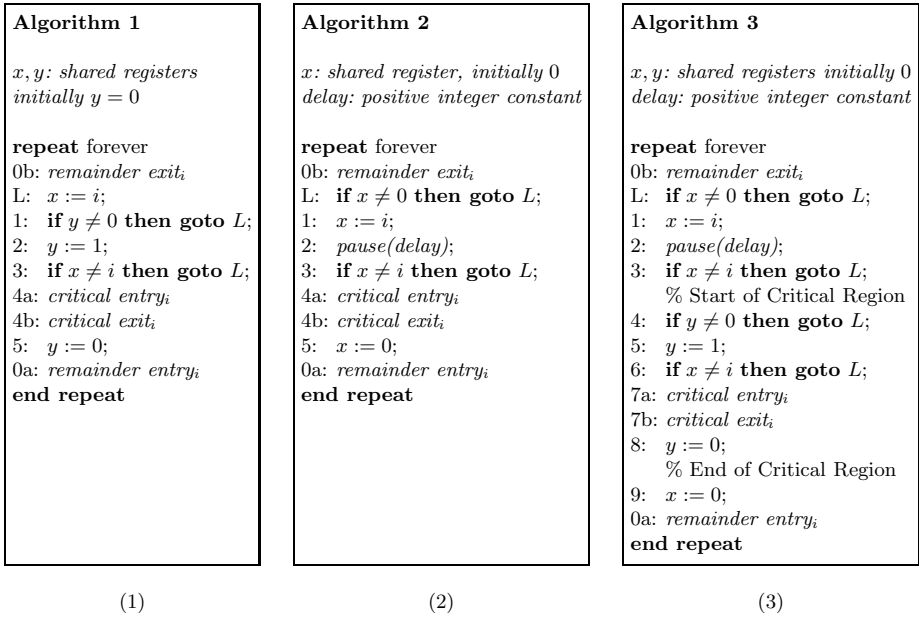 Algorithm 1
x, y: shared registers
initially y = 0
repeat forever
0b: remainder exit_i
L: x := i;
1: if y ≠ 0 then goto L;
2: y := 1;
3: if x ≠ i then goto L;
4a: critical entry_i
4b: critical exit_i
5: y := 0;
0a: remainder entry_i
end repeat
(1)
Algorithm 2
x: shared register, initially 0
delay: positive integer constant
repeat forever
0b: remainder exit_i
L: if x ≠ 0 then goto L;
1: x := i;
2: pause(delay);
3: if x ≠ i then goto L;
4a: critical entry_i
4b: critical exit_i
5: x := 0;
0a: remainder entry_i
end repeat
(2)
Algorithm 3
x, y: shared registers initially 0
delay: positive integer constant
repeat forever
0b: remainder exit_i
L: if x ≠ 0 then goto L;
1: x := i;
2: pause(delay);
3: if x ≠ i then goto L;
% Start of Critical Region
4: if y ≠ 0 then goto L;
5: y := 1;
6: if x ≠ i then goto L;
7a: critical entry_i
7b: critical exit_i
8: y := 0;
% End of Critical Region
9: x := 0;
0a: remainder entry_i
end repeat
(3)